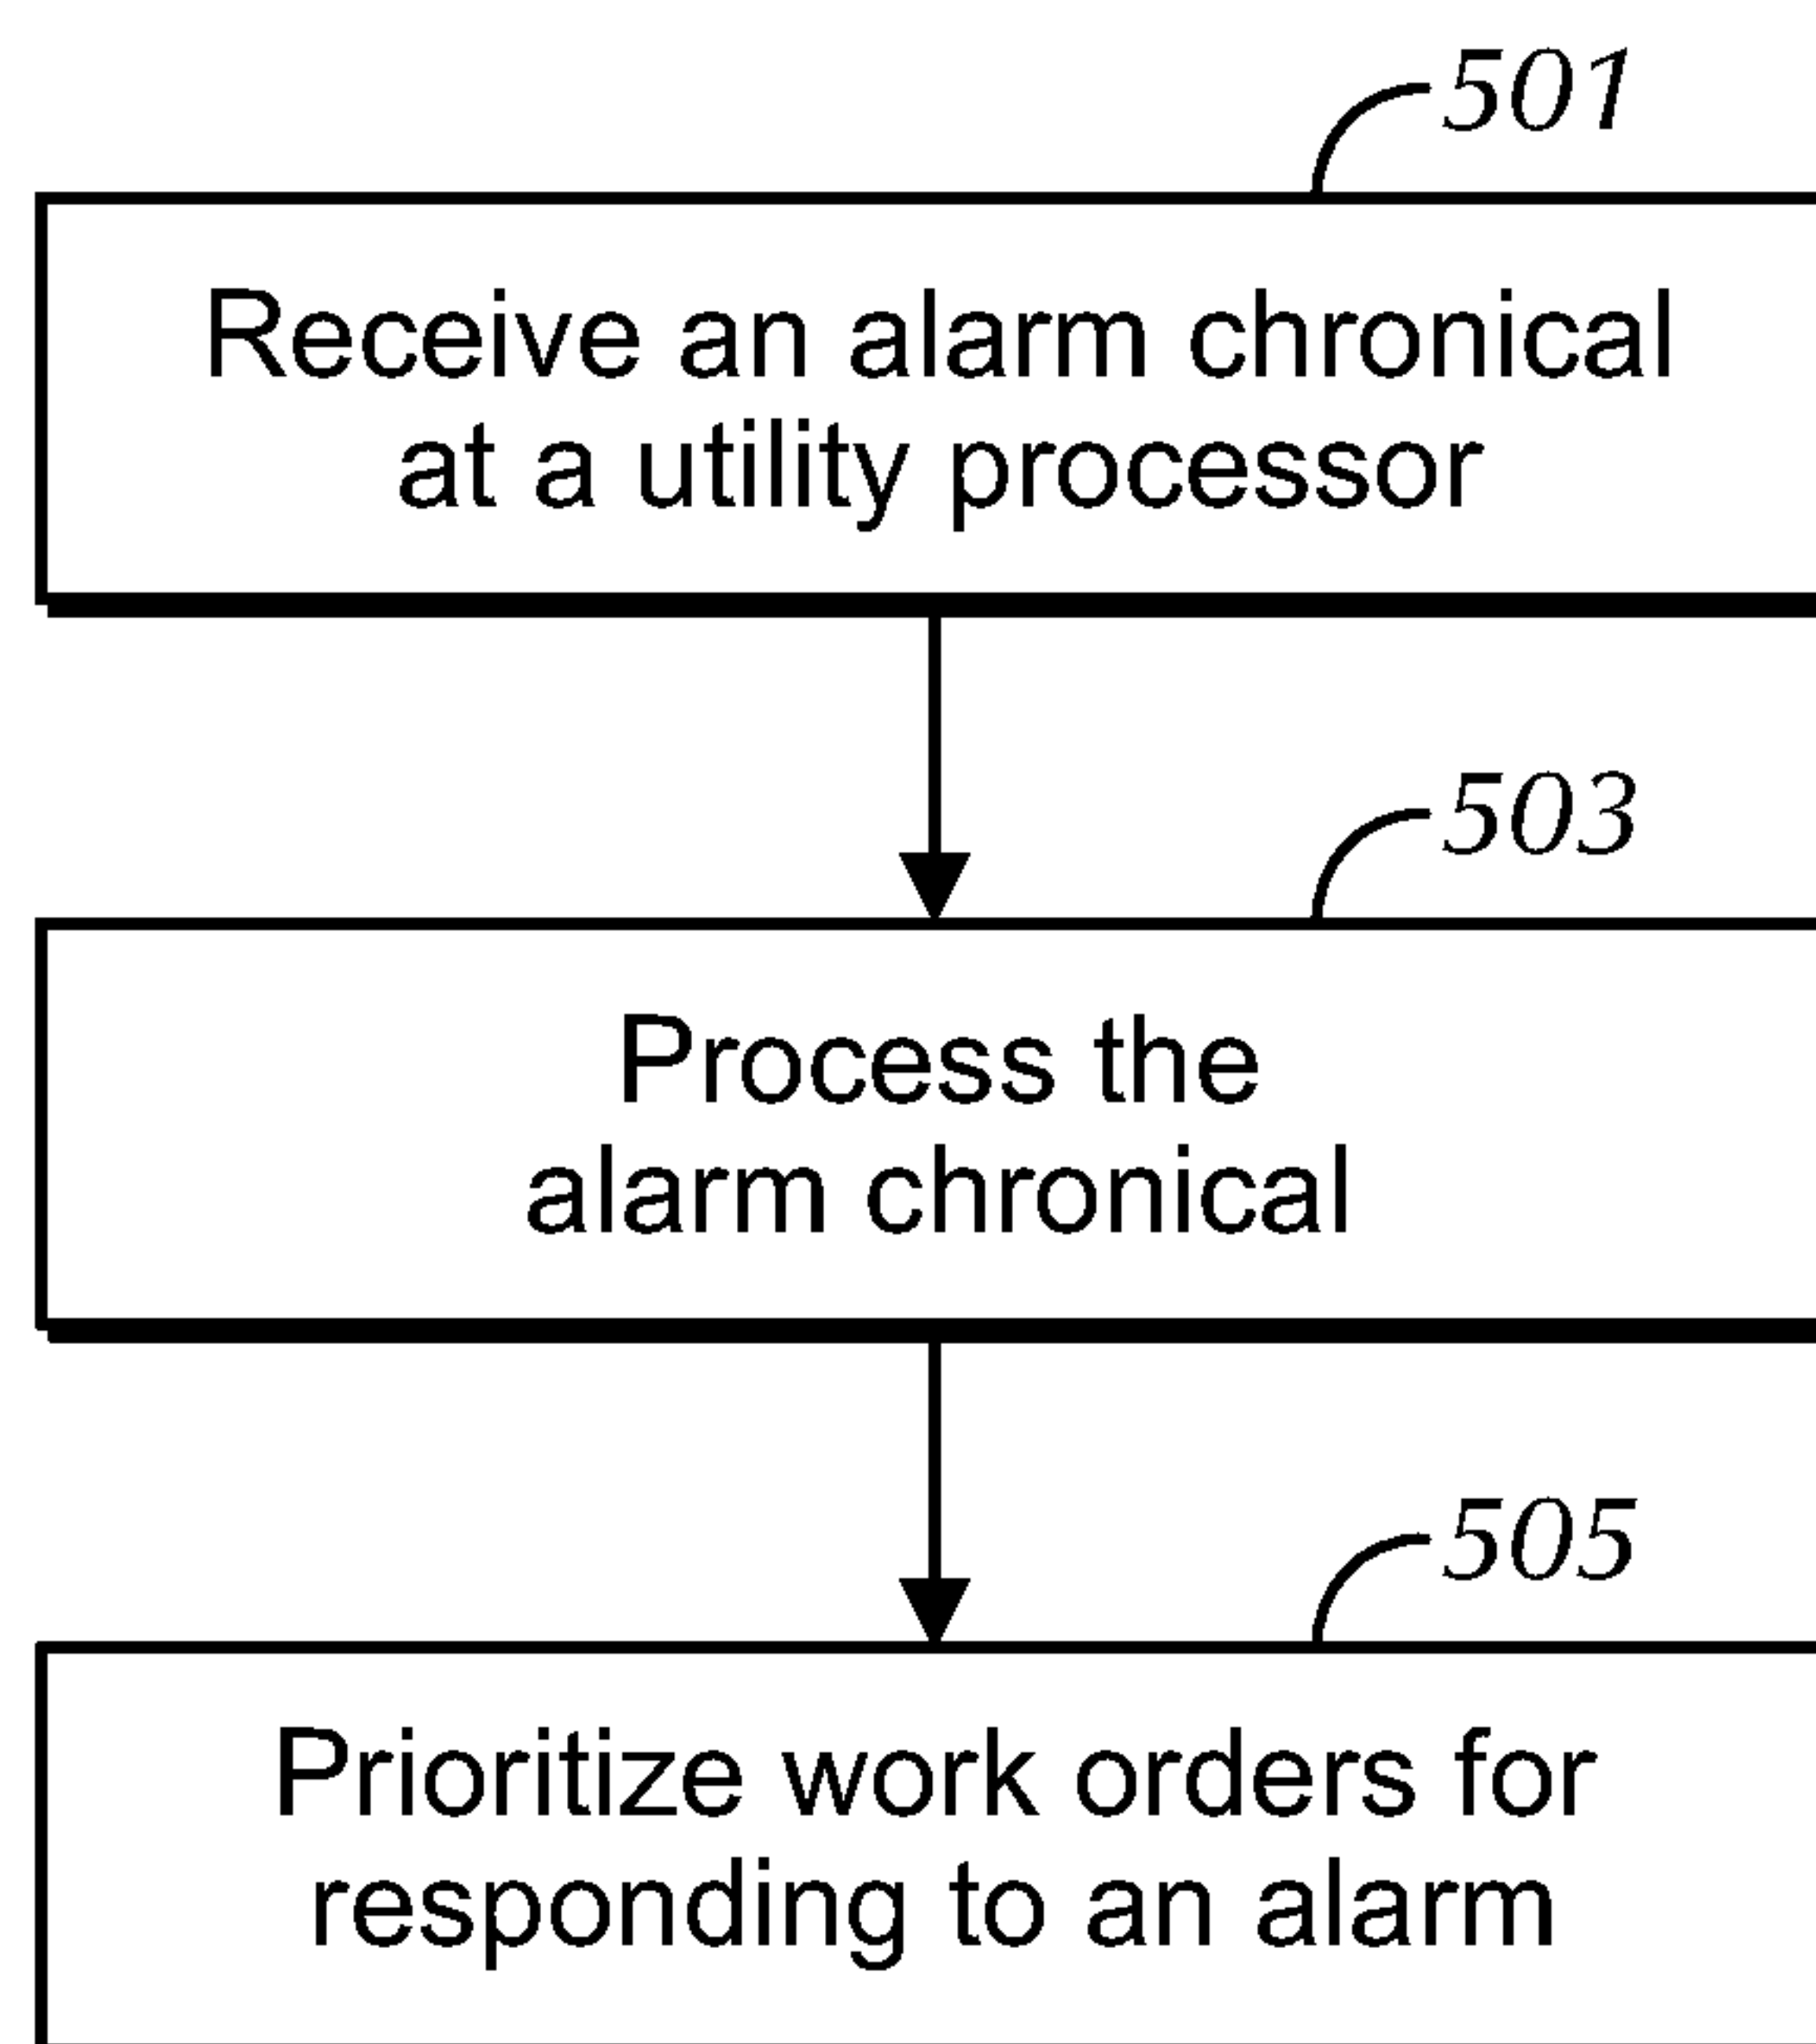 501
Receive an alarm chronical
at a utility processor
503
Process the
alarm chronical
505
Prioritize work orders for
responding to an alarm